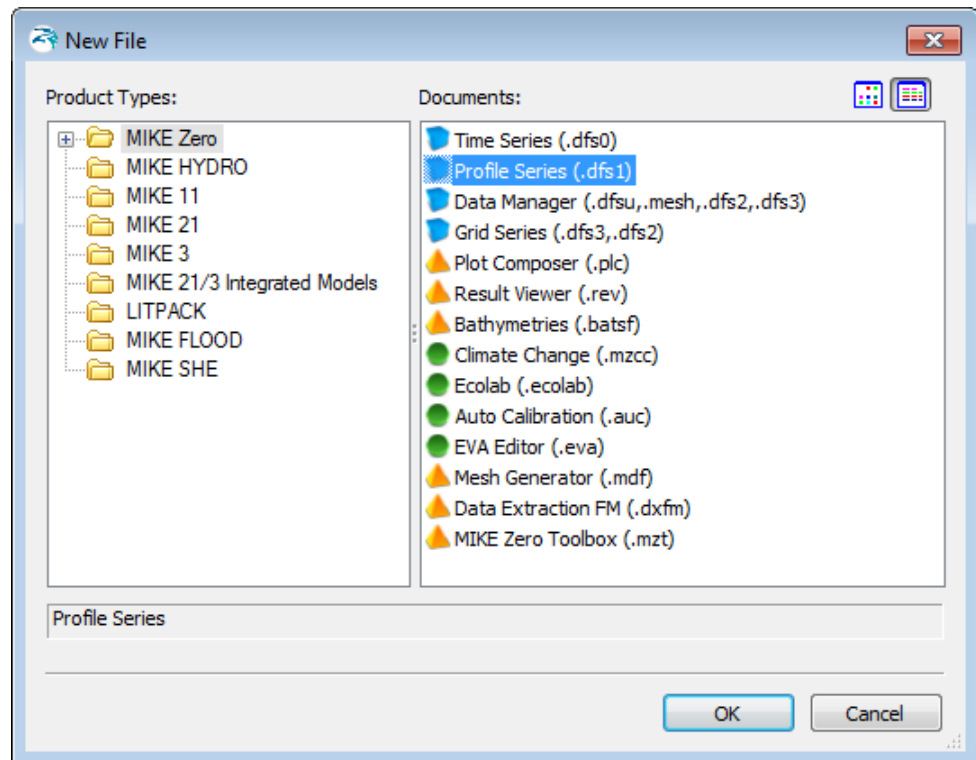 New File
Product Types:
MIKE Zero
MIKE HYDRO
MIKE 11
MIKE 21
MIKE 3
MIKE 21/3 Integrated Models
LITPACK
MIKE FLOOD
MIKE SHE
Documents:
Time Series (.dfs0)
Profile Series (.dfs1)
Data Manager (.dfsu,.mesh,.dfs2,.dfs3)
Grid Series (.dfs3,.dfs2)
Plot Composer (.plc)
Result Viewer (.rev)
Bathymetries (.batsf)
Climate Change (.mzcc)
Ecolab (.ecolab)
Auto Calibration (.auc)
EVA Editor (.eva)
Mesh Generator (.mdf)
Data Extraction FM (.dxfm)
MIKE Zero Toolbox (.mzt)
Profile Series
OK
Cancel